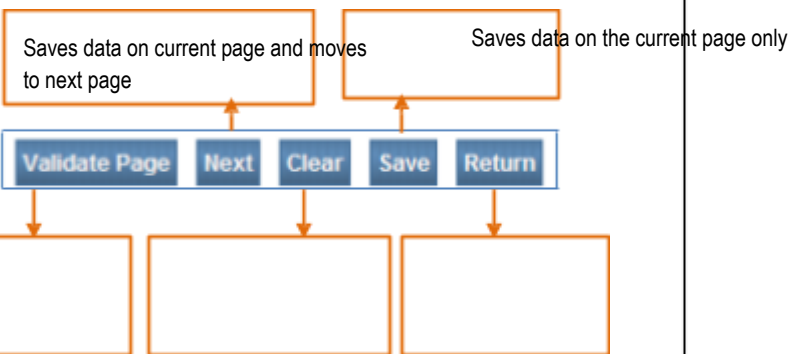 Saves data on current page and moves
to next page
Saves data on the current page only
Validate Page Next Clear Save Return